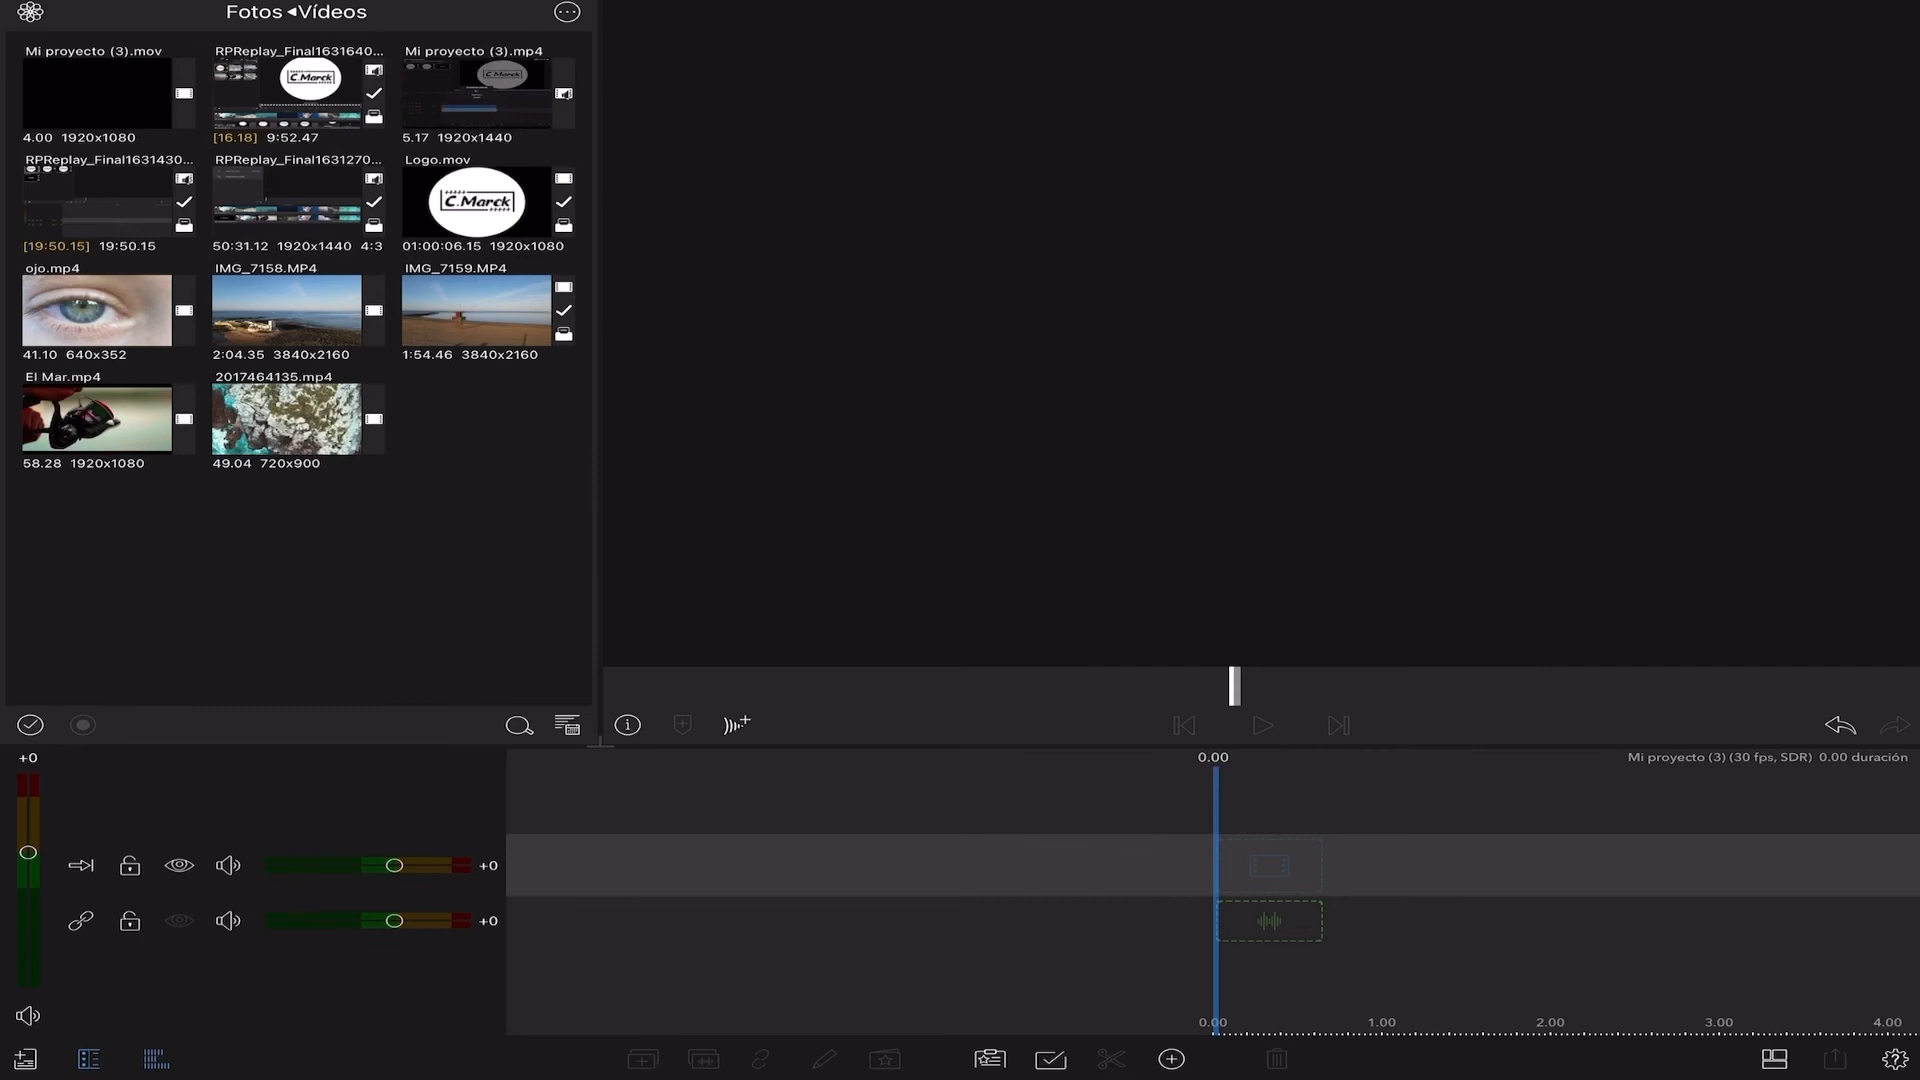 Fotos ◂Vídeos
Mi proyecto (3).mov
RPReplay_Final1631640...
Mi proyecto (3).mp4
C.Marck
C.Marck
4.00 1920x1080
[16.18] 9:52.47
5.17 1920x1440
RPReplay_Final1631430...
RPReplay_Final1631270...
Logo.mov
C.Marck
[19:50.15] 19:50.15
50:31.12 1920x1440 4:3
01:00:06.15 1920x1080
ojo.mp4
IMG_7158.MP4
IMG_7159.MP4
41.10 640x352
2:04.35 3840x2160
1:54.46 3840x2160
El Mar.mp4
2017464135.mp4
58.28 1920x1080
49.04 720x900
+0
0.00
Mi proyecto (3) (30 fps, SDR) 0.00 duración
+0
+0
0.00 1.00 2.00 3.00 4.00